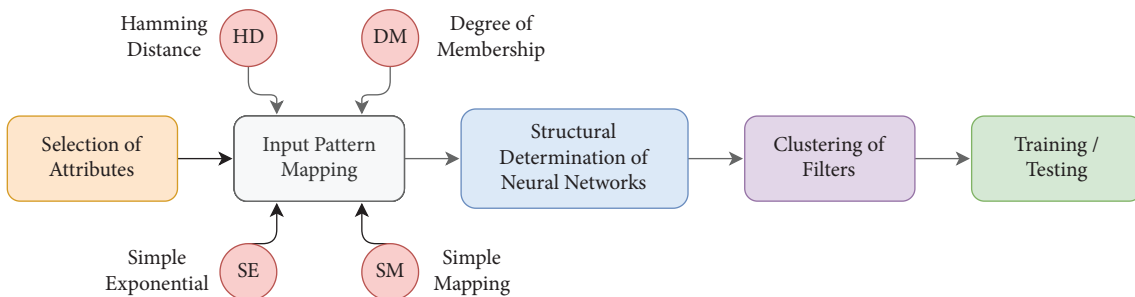 Hamming
Distance
HD
DM
Degree of
Membership
Selection of
Attributes
Input Pattern
Mapping
Structural
Determination of
Neural Networks
Clustering of
Filters
Training /
Testing
Simple
Exponential
SE
SM
Simple
Mapping